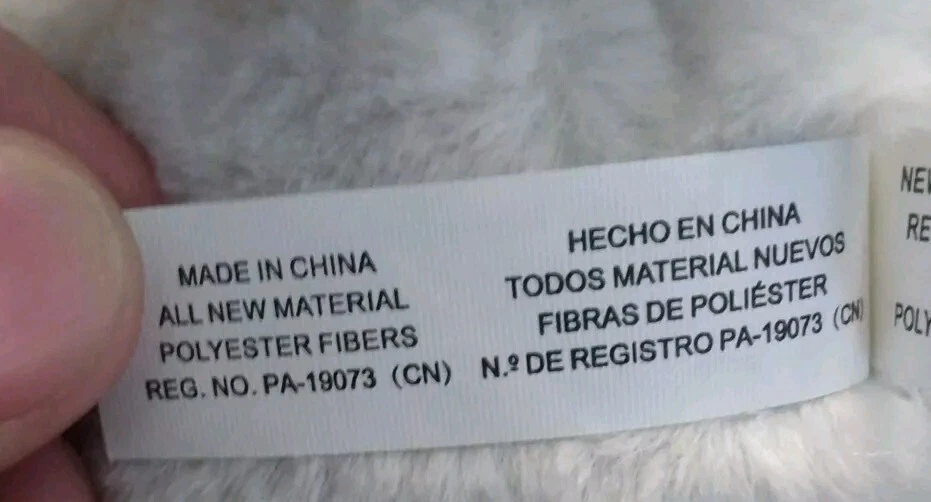 MADE IN CHINA
ALL NEW MATERIAL
POLYESTER FIBERS
REG. NO. PA-19073 (CN)
HECHO EN CHINA
TODOS MATERIAL NUEVOS
FIBRAS DE POLIÉSTER
N.º DE REGISTRO PA-19073 (CN)